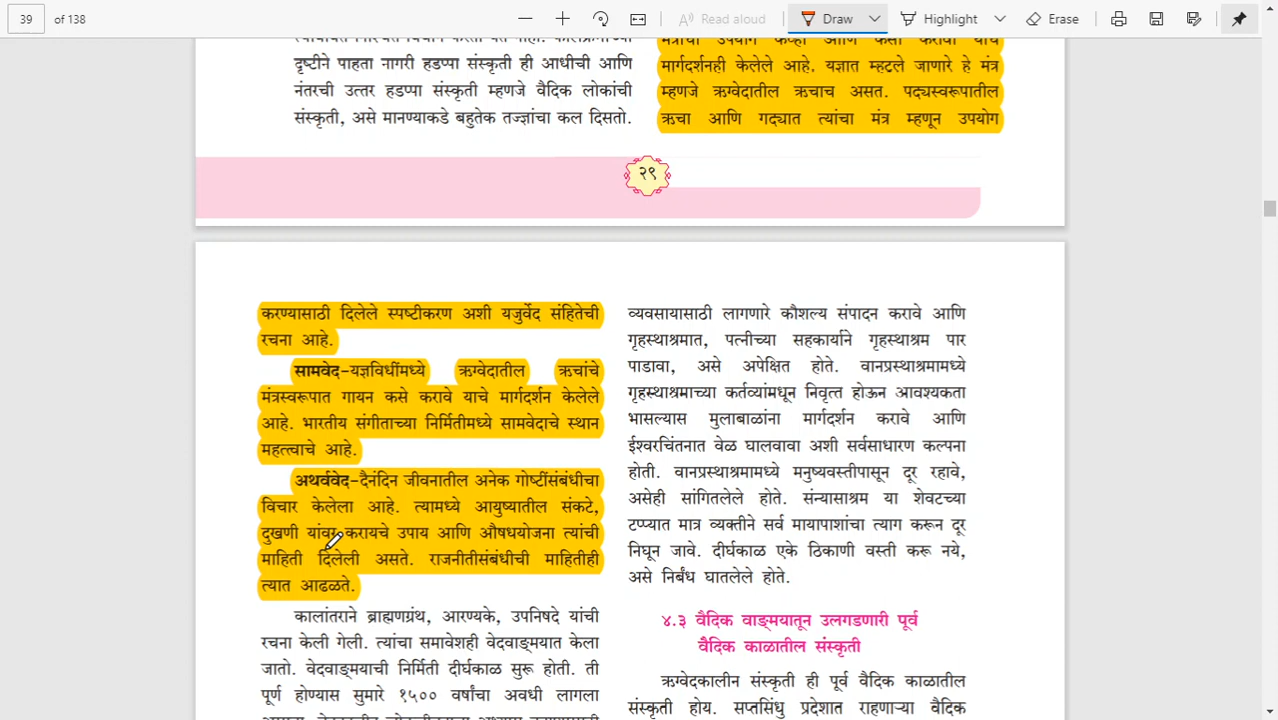 39
of 138
Read aloud
Draw
Highlight
Erase
दृष्टीने पाहता नागरी हडप्पा संस्कृती ही आधीची आणि
नंतरची उत्तर हडप्पा संस्कृती म्हणजे वैदिक लोकांची
संस्कृती, असे मानण्याकडे बहुतेक तज्ज्ञांचा कल दिसतो.
मंत्राचा उपयोग केव्हा आणि कसा करावा याचे
मार्गदर्शनही केलेले आहे. यज्ञात म्हटले जाणारे हे मंत्र
म्हणजे ऋग्वेदातील ऋचाच असत. पद्यस्वरूपातील
ऋचा आणि गद्यात त्यांचा मंत्र म्हणून उपयोग
२९
करण्यासाठी दिलेले स्पष्टीकरण अशी यजुर्वेद संहितेची
रचना आहे.
सामवेद-यज्ञविधींमध्ये ऋग्वेदातील ऋचांचे
मंत्रस्वरूपात गायन कसे करावे याचे मार्गदर्शन केलेले
आहे. भारतीय संगीताच्या निर्मितीमध्ये सामवेदाचे स्थान
महत्त्वाचे आहे.
अथर्ववेद-दैनंदिन जीवनातील अनेक गोष्टींसंबंधीचा
विचार केलेला आहे. त्यामध्ये आयुष्यातील संकटे,
दुखणी यांवर करायचे उपाय आणि औषधयोजना त्यांची
माहिती दिलेली असते. राजनीतीसंबंधीची माहितीही
त्यात आढळते.
कालांतराने ब्राह्मणग्रंथ, आरण्यके, उपनिषदे यांची
रचना केली गेली. त्यांचा समावेशही वेदवाङ्‌मयात केला
जातो. वेदवाङ्‌मयाची निर्मिती दीर्घकाळ सुरू होती. ती
पूर्ण होण्यास सुमारे १५०० वर्षांचा अवधी लागला
व्यवसायासाठी लागणारे कौशल्य संपादन करावे आणि
गृहस्थाश्रमात, पत्नीच्या सहकार्याने गृहस्थाश्रम पार
पाडावा, असे अपेक्षित होते. वानप्रस्थाश्रमामध्ये
गृहस्थाश्रमाच्या कर्तव्यांमधून निवृत्त होऊन आवश्यकता
भासल्यास मुलाबाळांना मार्गदर्शन करावे आणि
ईश्वरचिंतनात वेळ घालवावा अशी सर्वसाधारण कल्पना
होती. वानप्रस्थाश्रमामध्ये मनुष्यवस्तीपासून दूर रहावे,
असेही सांगितलेले होते. संन्यासाश्रम या शेवटच्या
टप्प्यात मात्र व्यक्तीने सर्व मायापाशांचा त्याग करून दूर
निघून जावे. दीर्घकाळ एके ठिकाणी वस्ती करू नये,
असे निर्बंध घातलेले होते.
४.३ वैदिक वाङ्‌मयातून उलगडणारी पूर्व
वैदिक काळातील संस्कृती
ऋग्वेदकालीन संस्कृती ही पूर्व वैदिक काळातील
संस्कृती होय. सप्तसिंधु प्रदेशात राहणाऱ्या वैदिक